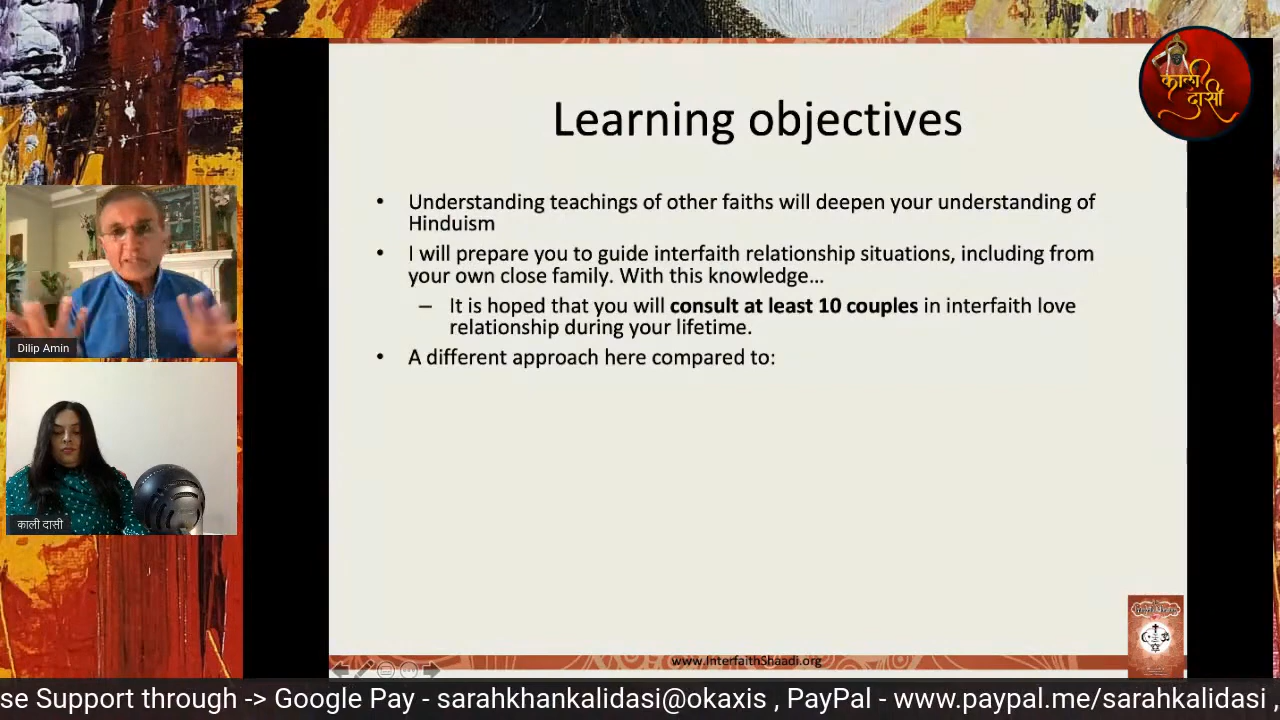 काली
दासी
Learning objectives
• Understanding teachings of other faiths will deepen your understanding of
Hinduism
• I will prepare you to guide interfaith relationship situations, including from
your own close family. With this knowledge…
– It is hoped that you will consult at least 10 couples in interfaith love
relationship during your lifetime.
• A different approach here compared to:
Dilip Amin
काली दासी
www.InterfaithShaadi.org
se Support through -> Google Pay - sarahkhankalidasi@okaxis , PayPal - www.paypal.me/sarahkalidasi ,